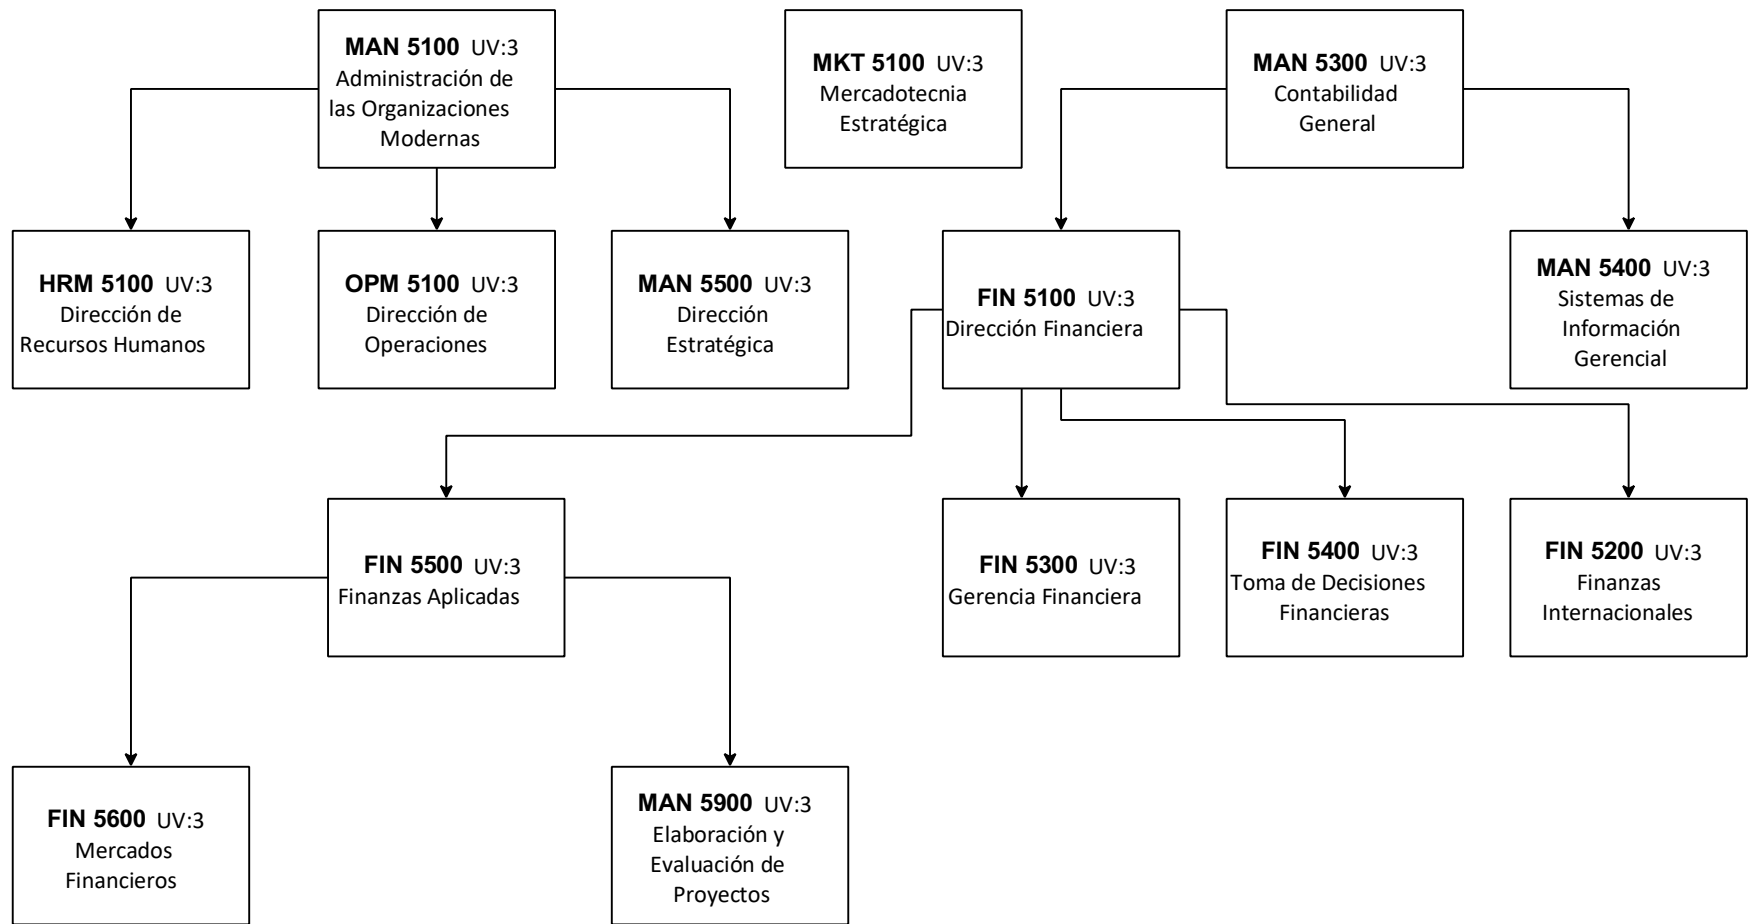 MAN 5100 UV:3
Administración de
las Organizaciones
Modernas
MKT 5100 UV:3
Mercadotecnia
Estratégica
MAN 5300 UV:3
Contabilidad
General
HRM 5100 UV:3
Dirección de
Recursos Humanos
OPM 5100 UV:3
Dirección de
Operaciones
MAN 5500 UV:3
Dirección
Estratégica
FIN 5100 UV:3
Dirección Financiera
MAN 5400 UV:3
Sistemas de
Información
Gerencial
FIN 5500 UV:3
Finanzas Aplicadas
FIN 5300 UV:3
Gerencia Financiera
FIN 5400 UV:3
Toma de Decisiones
Financieras
FIN 5200 UV:3
Finanzas
Internacionales
FIN 5600 UV:3
Mercados
Financieros
MAN 5900 UV:3
Elaboración y
Evaluación de
Proyectos